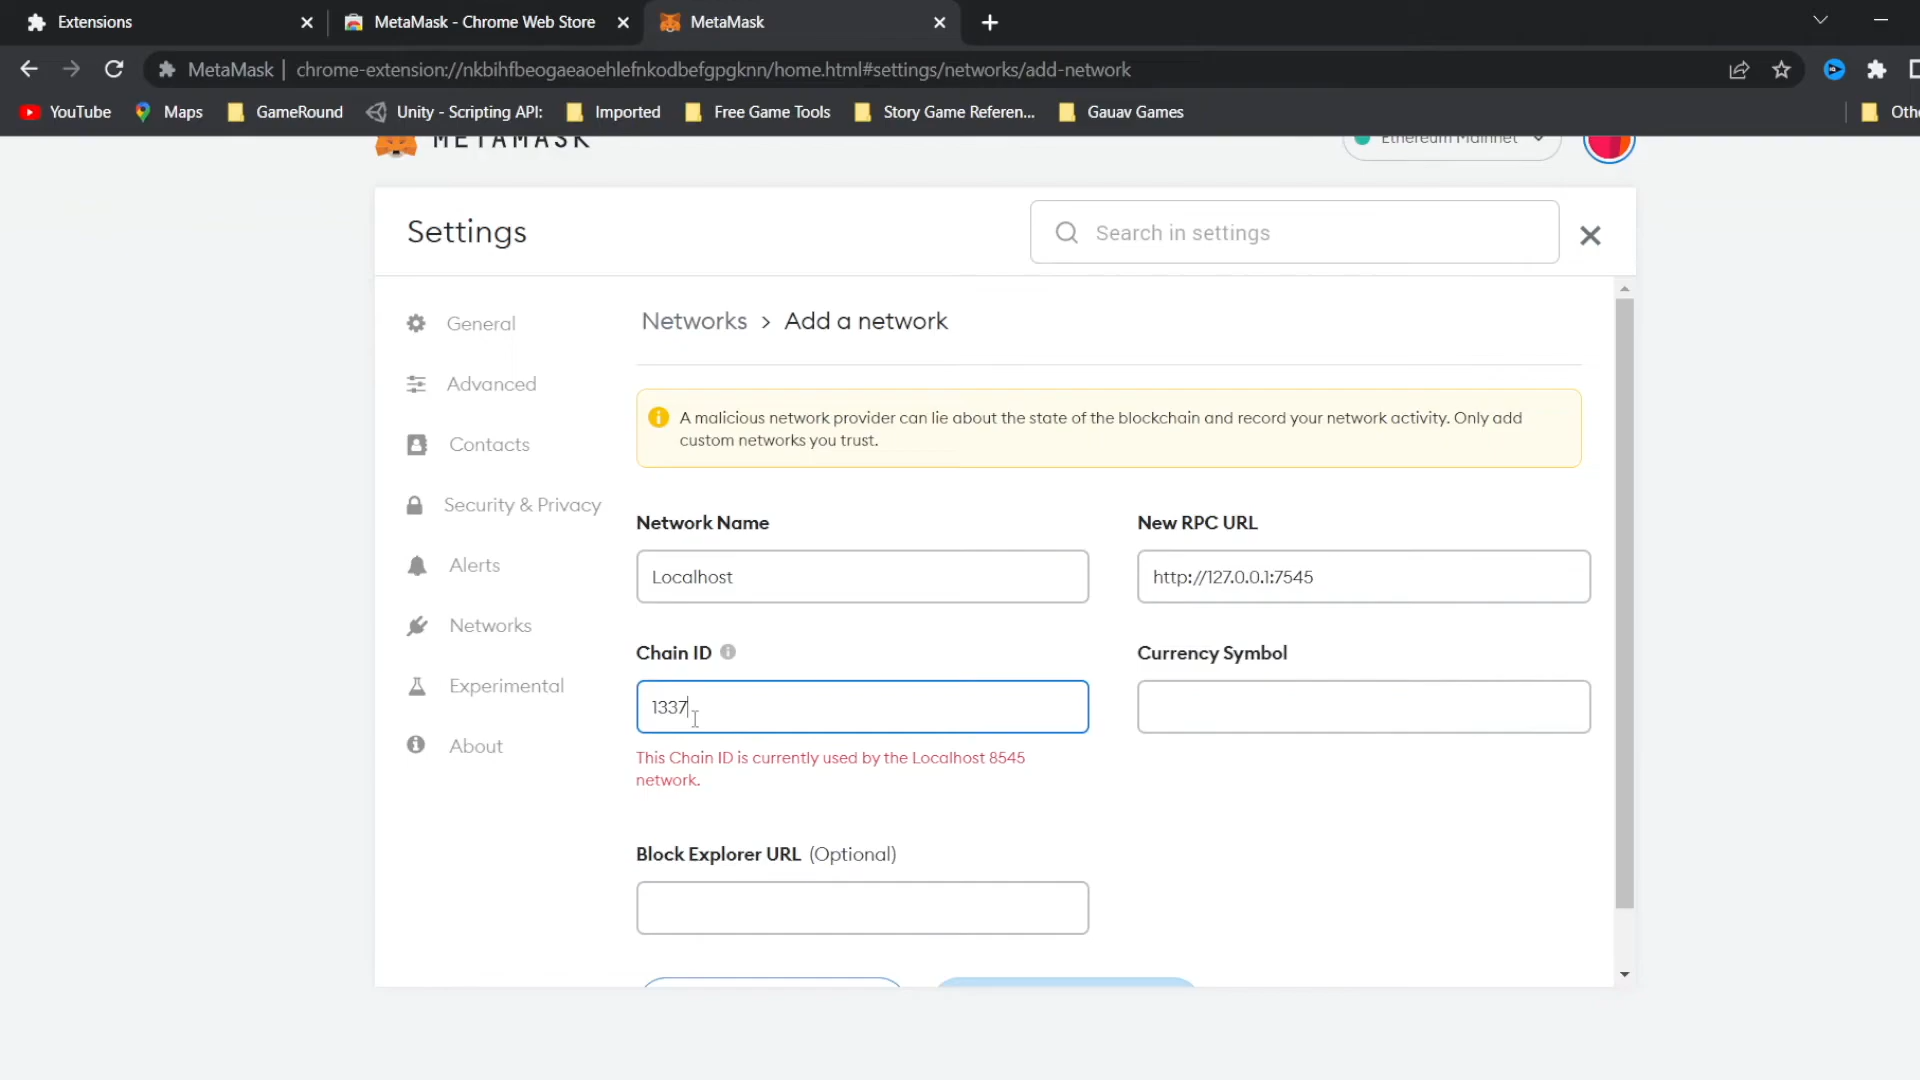 Extensions
MetaMask - Chrome Web Store
MetaMask
MetaMask | chrome-extension://nkbihfbeogaeaoehlefnkodbefgpgknn/home.html#settings/networks/add-network
YouTube
Maps
GameRound
Unity - Scripting API:
Imported
Free Game Tools
Story Game Referen...
Gauav Games
Othe
METAMASK
Ethereum Mainnet
Settings
Search in settings
General
Advanced
Contacts
Security & Privacy
Alerts
Networks
Experimental
About
Networks > Add a network
A malicious network provider can lie about the state of the blockchain and record your network activity. Only add
custom networks you trust.
Network Name
New RPC URL
Localhost
http://127.0.0.1:7545
Chain ID
Currency Symbol
1337
This Chain ID is currently used by the Localhost 8545
network.
Block Explorer URL (Optional)